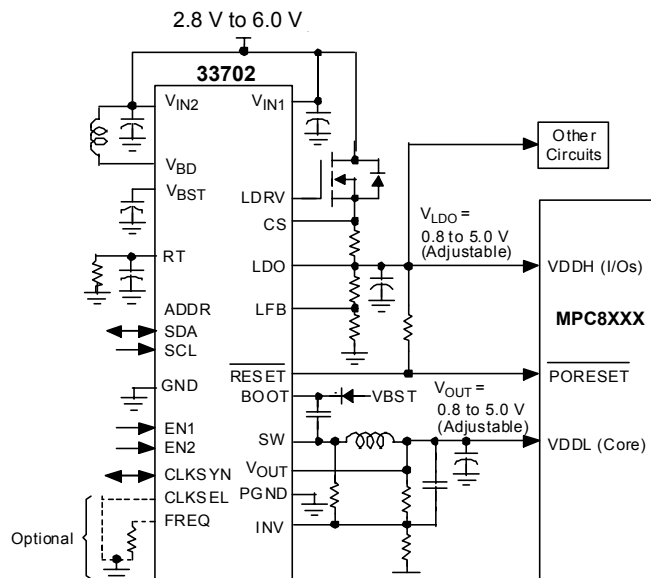 2.8 V to 6.0 V
33702
VIN2
VIN1
VBD
VBST
LDRV
CS
Other
Circuits
VLDO =
0.8 to 5.0 V
(Adjustable)
RT
LDO
VDDH (I/Os)
ADDR
LFB
MPC8XXX
SDA
SCL
RESET
PORESET
GND
BOOT
VBST
VOUT =
0.8 to 5.0 V
(Adjustable)
EN1
EN2
SW
VDDL (Core)
CLKSYN
VOUT
CLKSEL
PGND
FREQ
INV
Optional